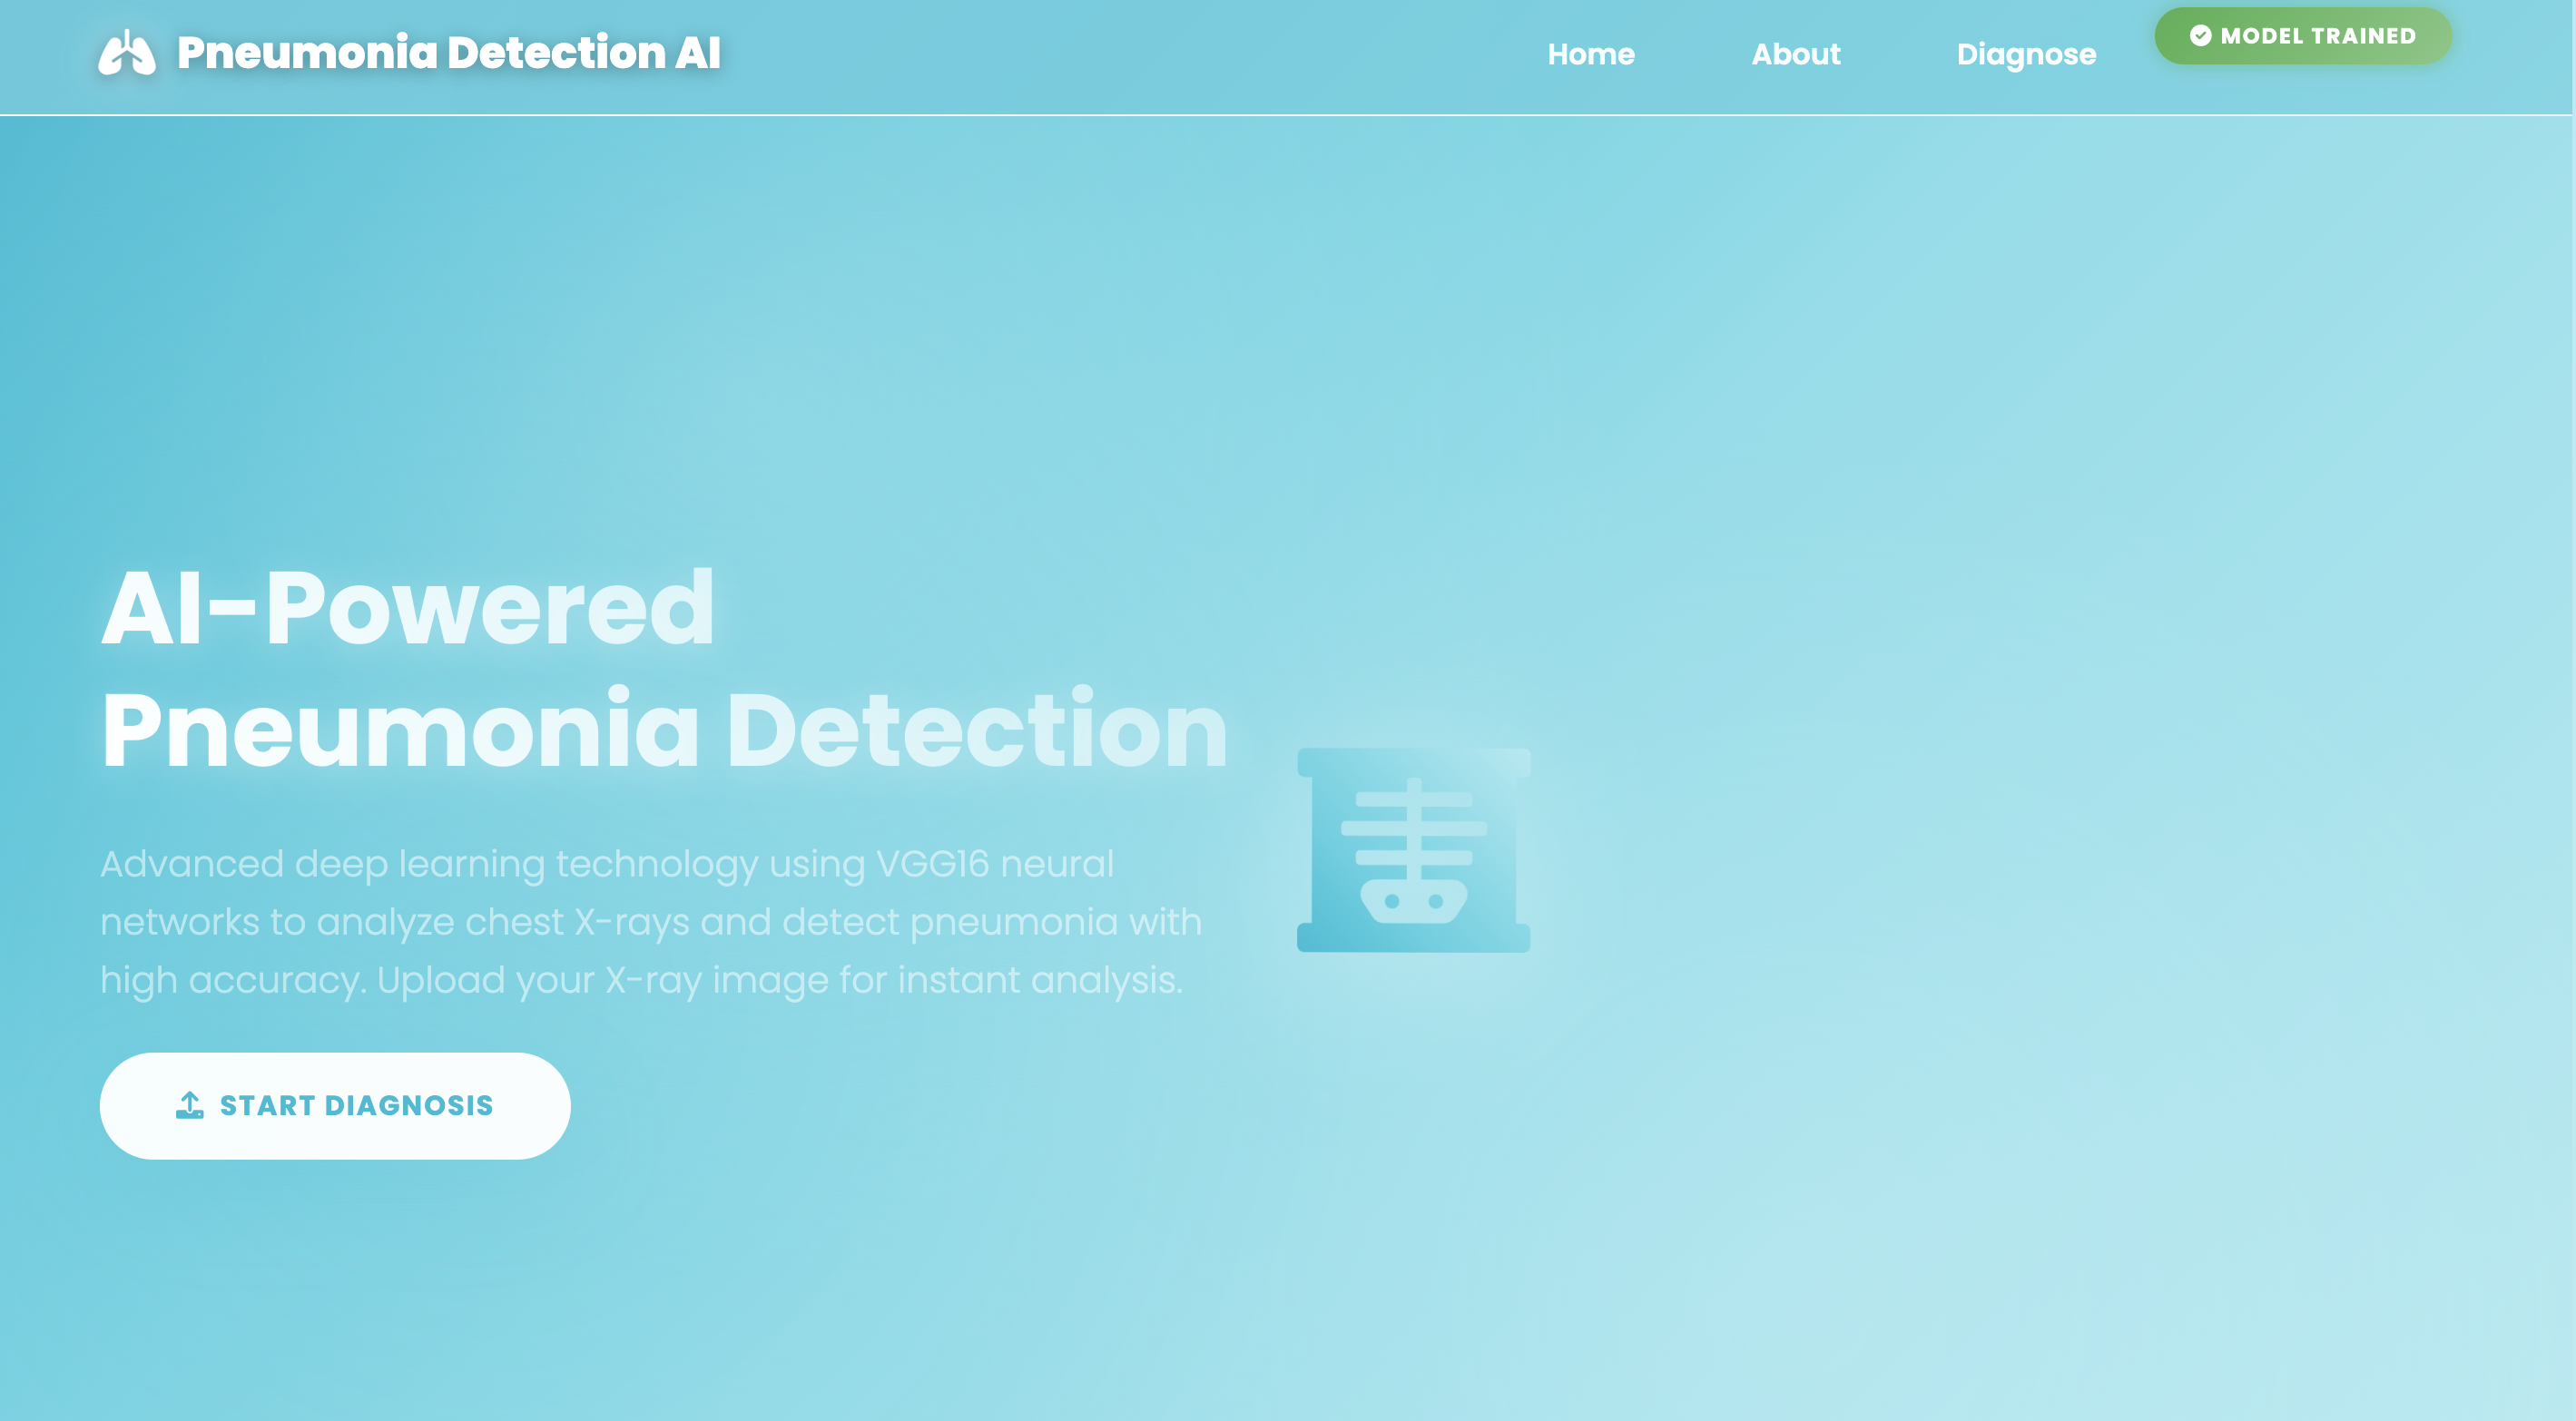 Pneumonia Detection AI
Home
About
Diagnose
MODEL TRAINED
AI-Powered
Pneumonia Detection
Advanced deep learning technology using VGG16 neural
networks to analyze chest X-rays and detect pneumonia with
high accuracy. Upload your X-ray image for instant analysis.
START DIAGNOSIS